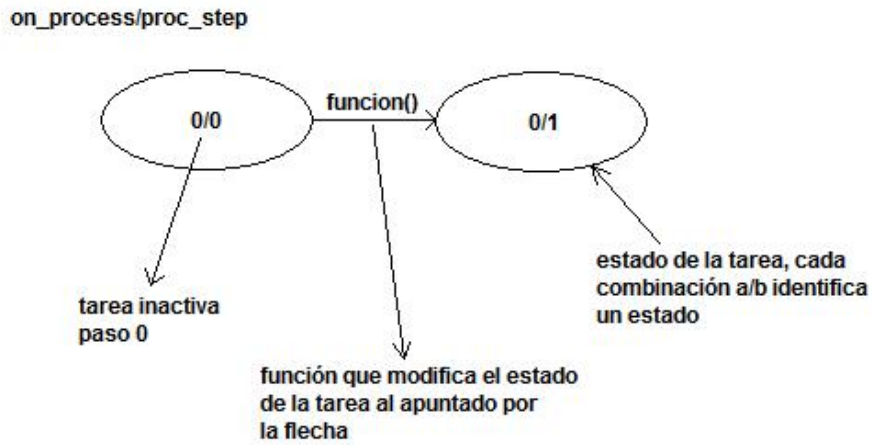 on_process/proc_step
funcion()
0/0
0/1
tarea inactiva
paso 0
estado de la tarea, cada
combinación a/b identifica
un estado
función que modifica el estado
de la tarea al apuntado por
la flecha